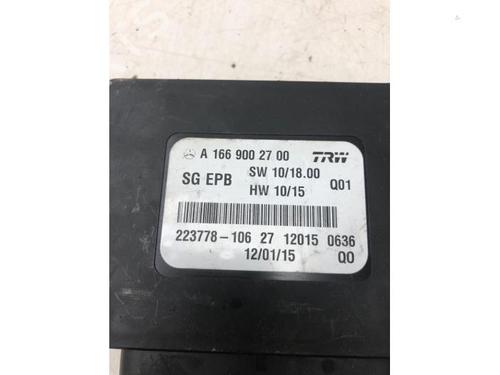 A 166 900 27 00 TRW
SG EPB SW 10/18.00 Q01
HW 10/15
223778-106 27 12015 0636
12/01/15 Q0